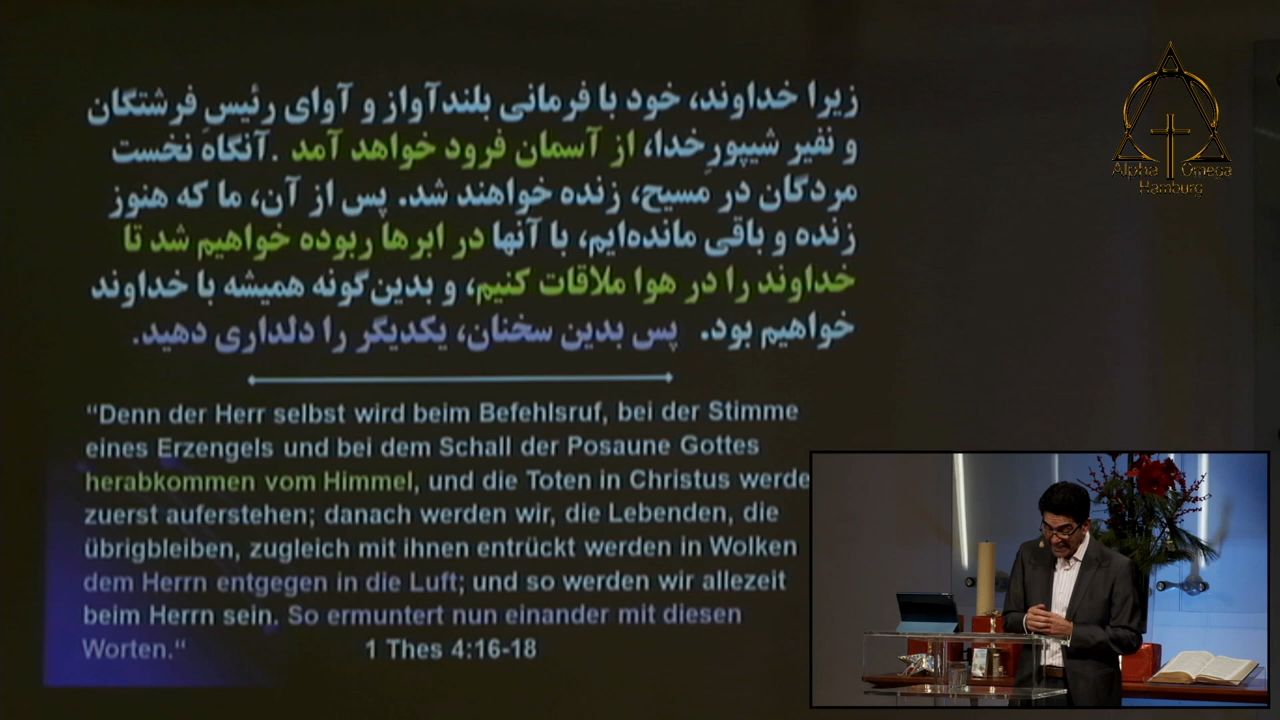 زیرا خداوند، خود با فرمانی بلندآواز و آوای رئیسِ فرشتگان
و نفیر شیپورِخدا، از آسمان فرود خواهد آمد .آنگاه نخست
مردگان در مسیح، زنده خواهند شد. پس از آن، ما که هنوز
زنده و باقی مانده‌ایم، با آنها در ابرها ربوده خواهیم شد تا
خداوند را در هوا ملاقات کنیم، و بدین‌گونه همیشه با خداوند
خواهیم بود. پس بدین سخنان، یکدیگر را دلداری دهید.
“Denn der Herr selbst wird beim Befehlsruf, bei der Stimme
eines Erzengels und bei dem Schall der Posaune Gottes
herabkommen vom Himmel, und die Toten in Christus werde
zuerst auferstehen; danach werden wir, die Lebenden, die
übrigbleiben, zugleich mit ihnen entrückt werden in Wolken
dem Herrn entgegen in die Luft; und so werden wir allezeit
beim Herrn sein. So ermuntert nun einander mit diesen
Worten.“ 1 Thes 4:16-18
Alpha Omega
Hamburg